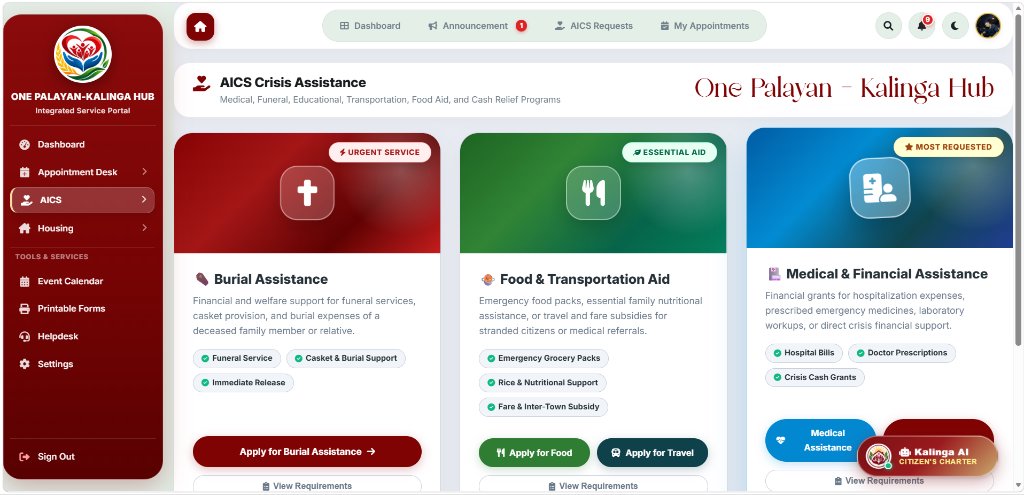 ONE PALAYAN-KALINGA HUB
Integrated Service Portal
Dashboard
Appointment Desk
AICS
Housing
TOOLS & SERVICES
Event Calendar
Printable Forms
Helpdesk
Settings
Sign Out
Dashboard
Announcement 1
AICS Requests
My Appointments
9
AICS Crisis Assistance
Medical, Funeral, Educational, Transportation, Food Aid, and Cash Relief Programs
One Palayan - Kalinga Hub
URGENT SERVICE
Burial Assistance
Financial and welfare support for funeral services,
casket provision, and burial expenses of a
deceased family member or relative.
Funeral Service
Casket & Burial Support
Immediate Release
Apply for Burial Assistance
View Requirements
ESSENTIAL AID
Food & Transportation Aid
Emergency food packs, essential family nutritional
assistance, or travel and fare subsidies for
stranded citizens or medical referrals.
Emergency Grocery Packs
Rice & Nutritional Support
Fare & Inter-Town Subsidy
Apply for Food
Apply for Travel
View Requirements
MOST REQUESTED
Medical & Financial Assistance
Financial grants for hospitalization expenses,
prescribed emergency medicines, laboratory
workups, or direct crisis financial support.
Hospital Bills
Doctor Prescriptions
Crisis Cash Grants
Medical
Assistance
View Requirements
Kalinga AI
CITIZEN'S CHARTER